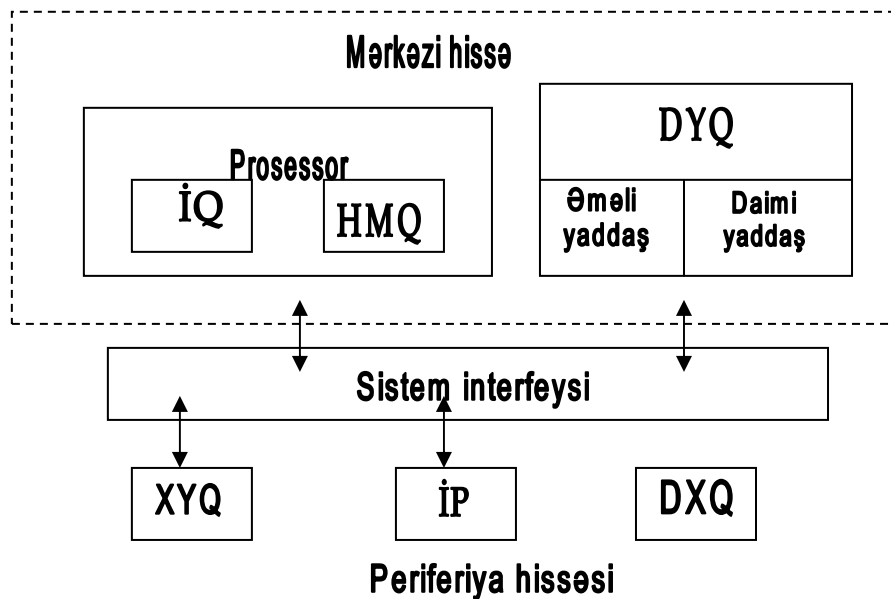 Mərkəzi hissə
DYQ
Prosessor
İQ
HMQ
Əməli
yaddaş
Daimi
yaddaş
Sistem interfeysi
XYQ
İP
DXQ
Periferiya hissəsi